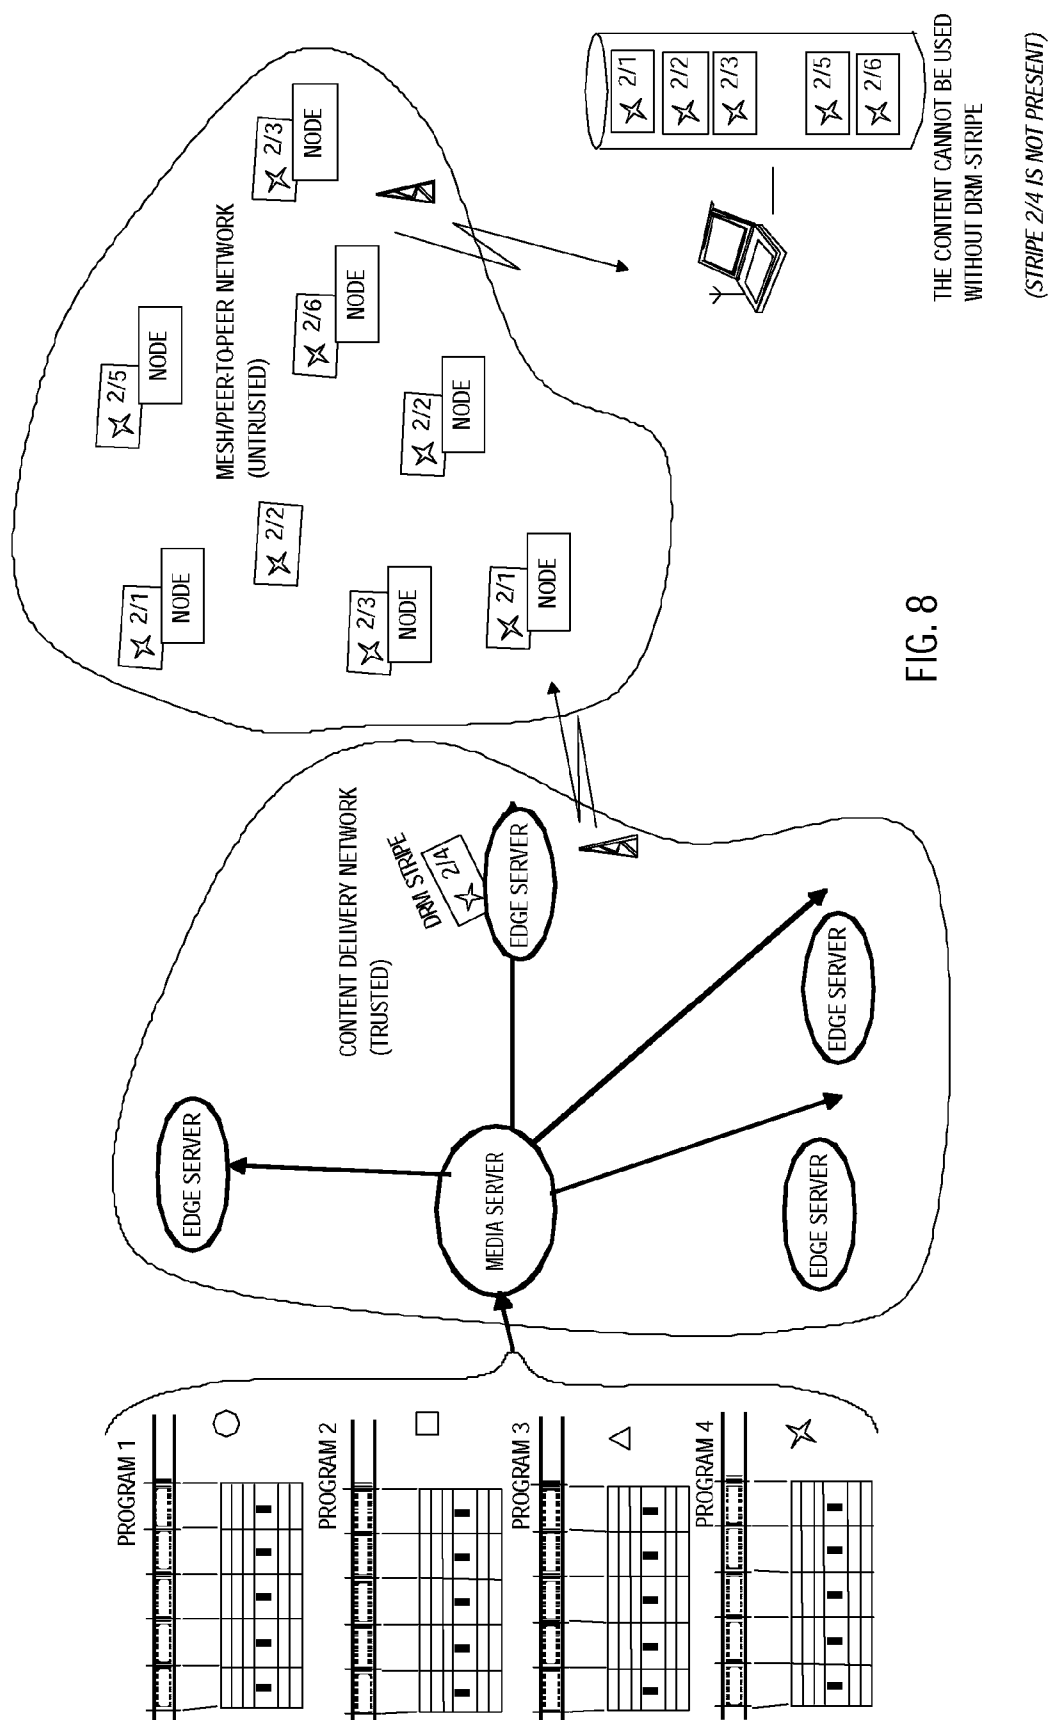 PROGRAM 1
PROGRAM 2
PROGRAM 3
PROGRAM 4
MEDIA SERVER
EDGE SERVER
EDGE SERVER
EDGE SERVER
EDGE SERVER
CONTENT DELIVERY NETWORK
(TRUSTED)
DRM STRIPE
2/4
MESH/PEER-TO-PEER NETWORK
(UNTRUSTED)
2/1
NODE
2/5
NODE
2/3
NODE
2/2
2/6
NODE
2/3
NODE
2/2
NODE
2/1
NODE
2/1
2/2
2/3
2/5
2/6
THE CONTENT CANNOT BE USED
WITHOUT DRM -STRIPE
(STRIPE 2/4 IS NOT PRESENT)
FIG. 8